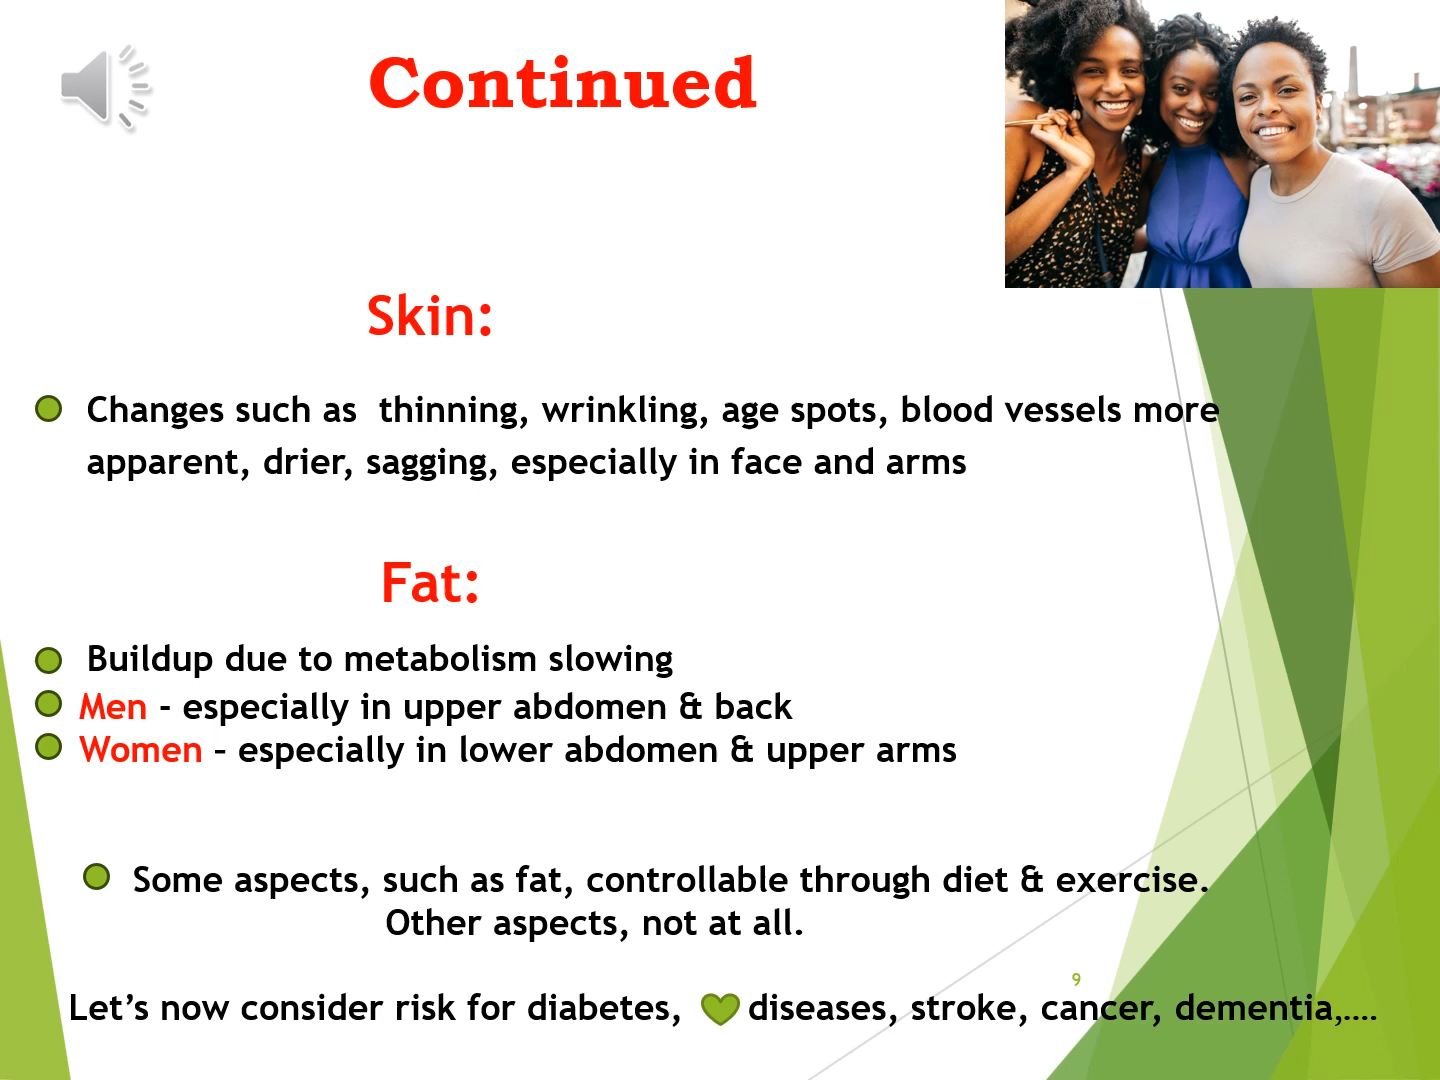 Continued
Skin:
Changes such as  thinning, wrinkling, age spots, blood vessels more
apparent, drier, sagging, especially in face and arms
Fat:
Buildup due to metabolism slowing
Men - especially in upper abdomen & back
Women – especially in lower abdomen & upper arms
Some aspects, such as fat, controllable through diet & exercise.
Other aspects, not at all.
9
Let’s now consider risk for diabetes, diseases, stroke, cancer, dementia,….